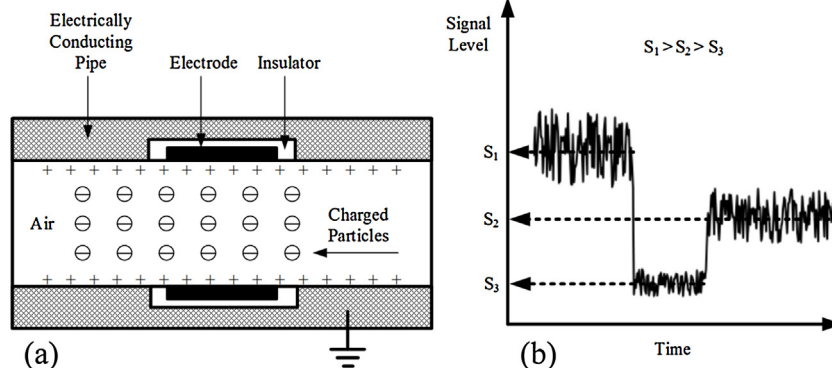 Electrically
Conducting
Pipe
Electrode
Insulator
+ + + + + + + + + + + + + + + +
Air
Charged
Particles
+ + + + + + + + + + + + + + + +
(a)
Signal
Level
S₁ > S₂ > S₃
S₁
S₂
S₃
(b)
Time